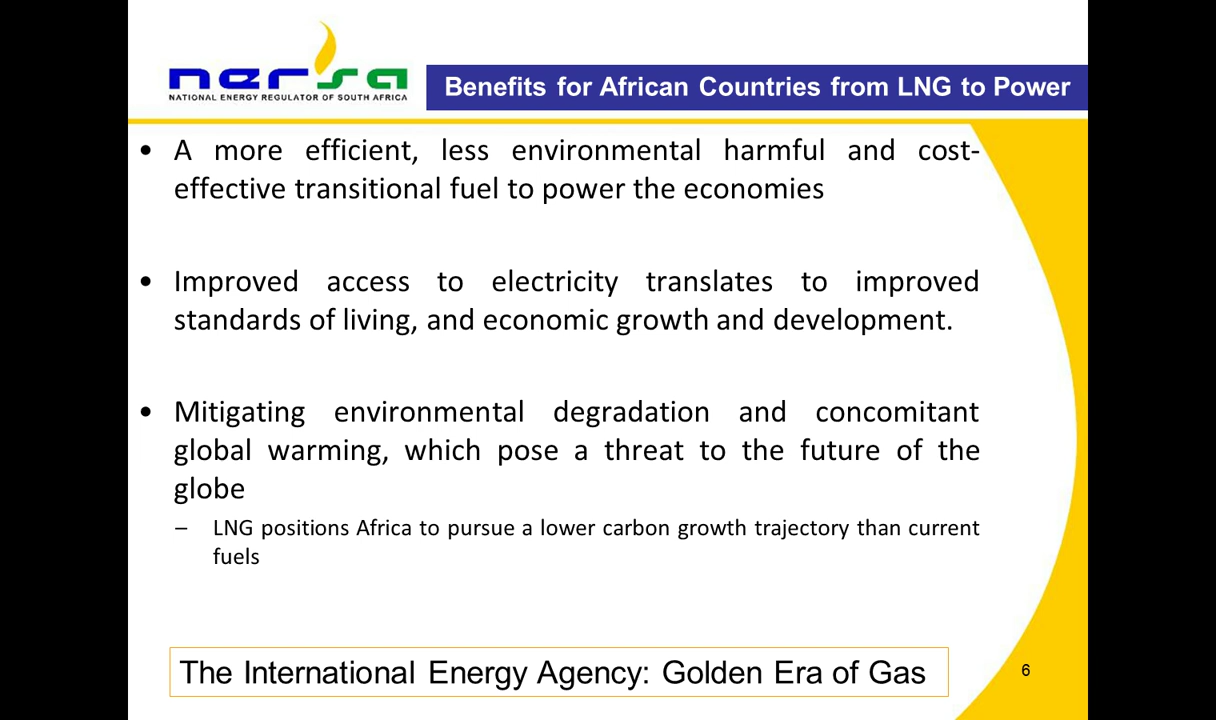 nersa
NATIONAL ENERGY REGULATOR OF SOUTH AFRICA
Benefits for African Countries from LNG to Power
• A more efficient, less environmental harmful and cost-
effective transitional fuel to power the economies
• Improved access to electricity translates to improved
standards of living, and economic growth and development.
• Mitigating environmental degradation and concomitant
global warming, which pose a threat to the future of the
globe
– LNG positions Africa to pursue a lower carbon growth trajectory than current
fuels
The International Energy Agency: Golden Era of Gas
6